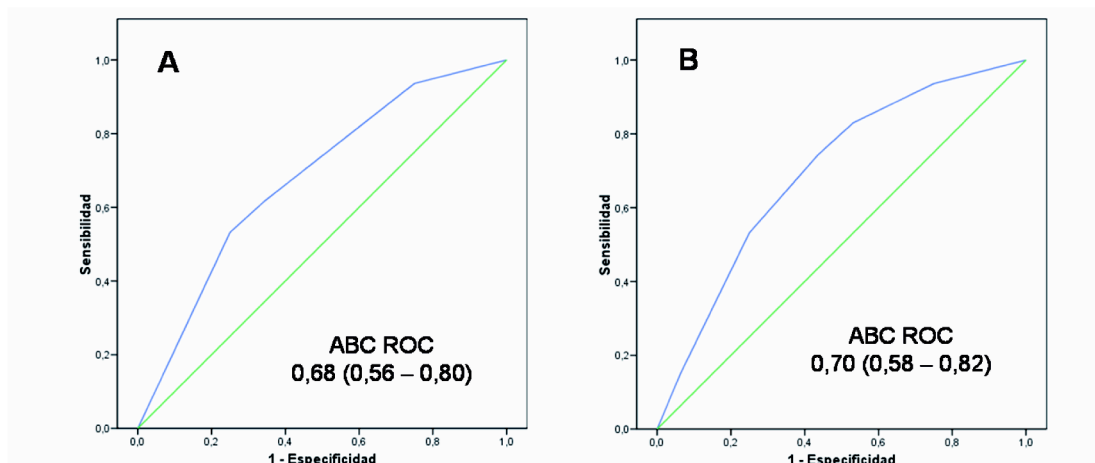 A
1,0
0,8
0,6
0,4
0,2
0,0
Sensibilidad
ABC ROC
0,68 (0,56 – 0,80)
0,0 0,2 0,4 0,6 0,8 1,0
1 - Especificidad
B
1,0
0,8
0,6
0,4
0,2
0,0
Sensibilidad
ABC ROC
0,70 (0,58 – 0,82)
0,0 0,2 0,4 0,6 0,8 1,0
1 - Especificidad